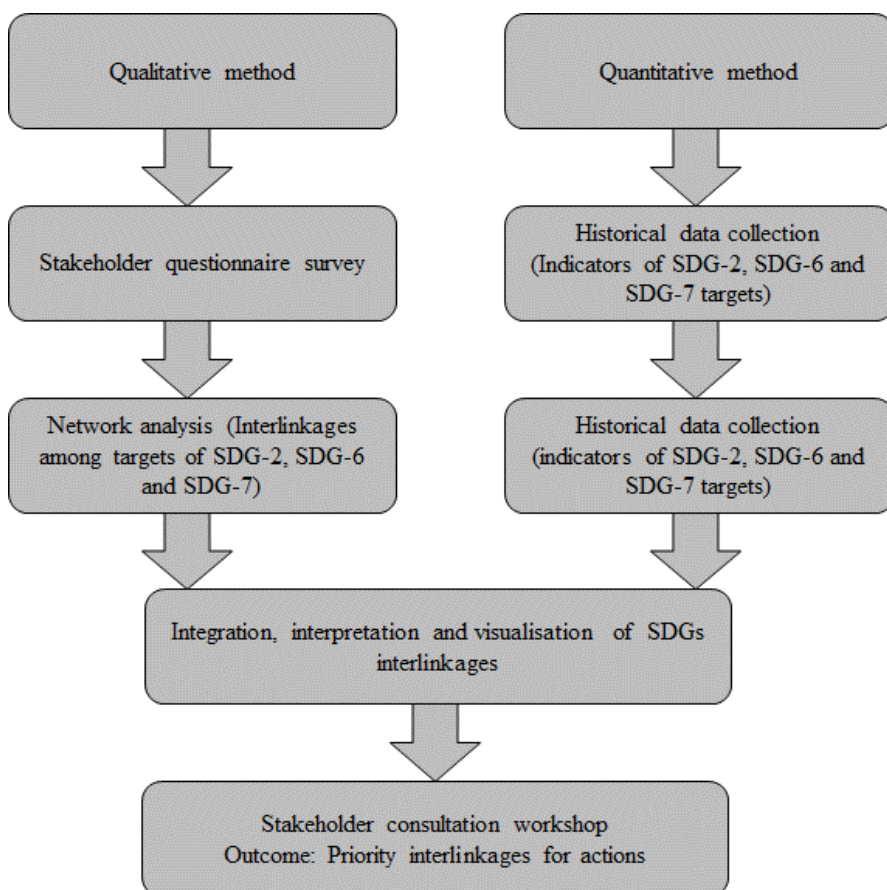 Qualitative method
Quantitative method
Stakeholder questionnaire survey
Historical data collection
(Indicators of SDG-2, SDG-6 and
SDG-7 targets)
Network analysis (Interlinkages
among targets of SDG-2, SDG-6
and SDG-7)
Historical data collection
(indicators of SDG-2, SDG-6 and
SDG-7 targets)
Integration, interpretation and visualisation of SDGs
interlinkages
Stakeholder consultation workshop
Outcome: Priority interlinkages for actions